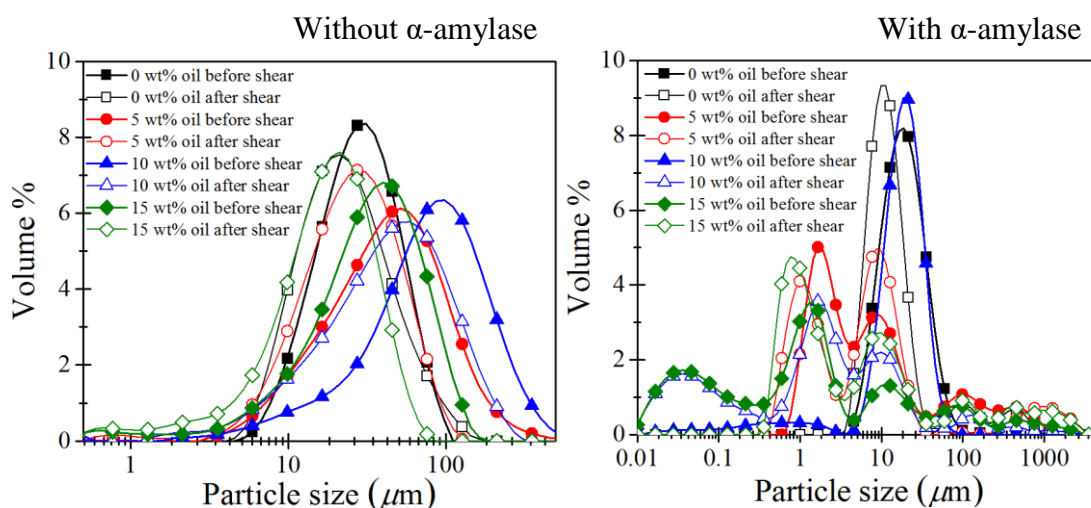 Without α-amylase
10
8
6
4
2
0
Volume %
0 wt% oil before shear
0 wt% oil after shear
5 wt% oil before shear
5 wt% oil after shear
10 wt% oil before shear
10 wt% oil after shear
15 wt% oil before shear
15 wt% oil after shear
1
10
100
Particle size (μm)
With α-amylase
10
8
6
4
2
0
Volume %
0 wt% oil before shear
0 wt% oil after shear
5 wt% oil before shear
5 wt% oil after shear
10 wt% oil before shear
10 wt% oil after shear
15 wt% oil before shear
15 wt% oil after shear
0.01
0.1
1
10
100
1000
Particle size (μm)